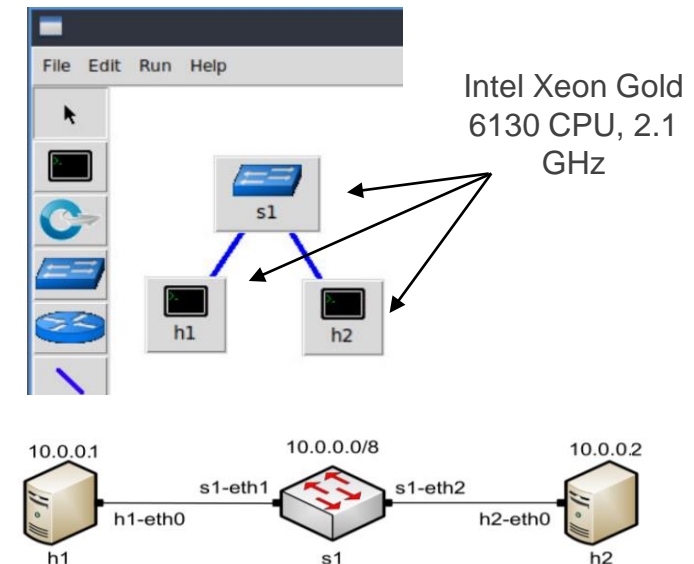 File Edit Run Help
Intel Xeon Gold
6130 CPU, 2.1
GHz
s1
h1
h2
10.0.0.1
10.0.0.0/8
10.0.0.2
s1-eth1
s1-eth2
h1-eth0
h2-eth0
h1
s1
h2